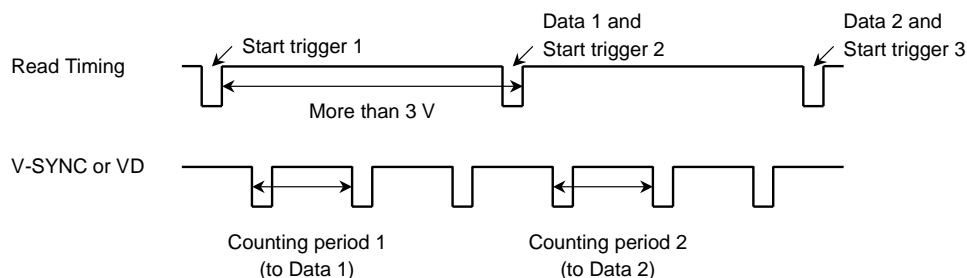 Start trigger 1
Data 1 and
Start trigger 2
Data 2 and
Start trigger 3
Read Timing
More than 3 V
V-SYNC or VD
Counting period 1
(to Data 1)
Counting period 2
(to Data 2)